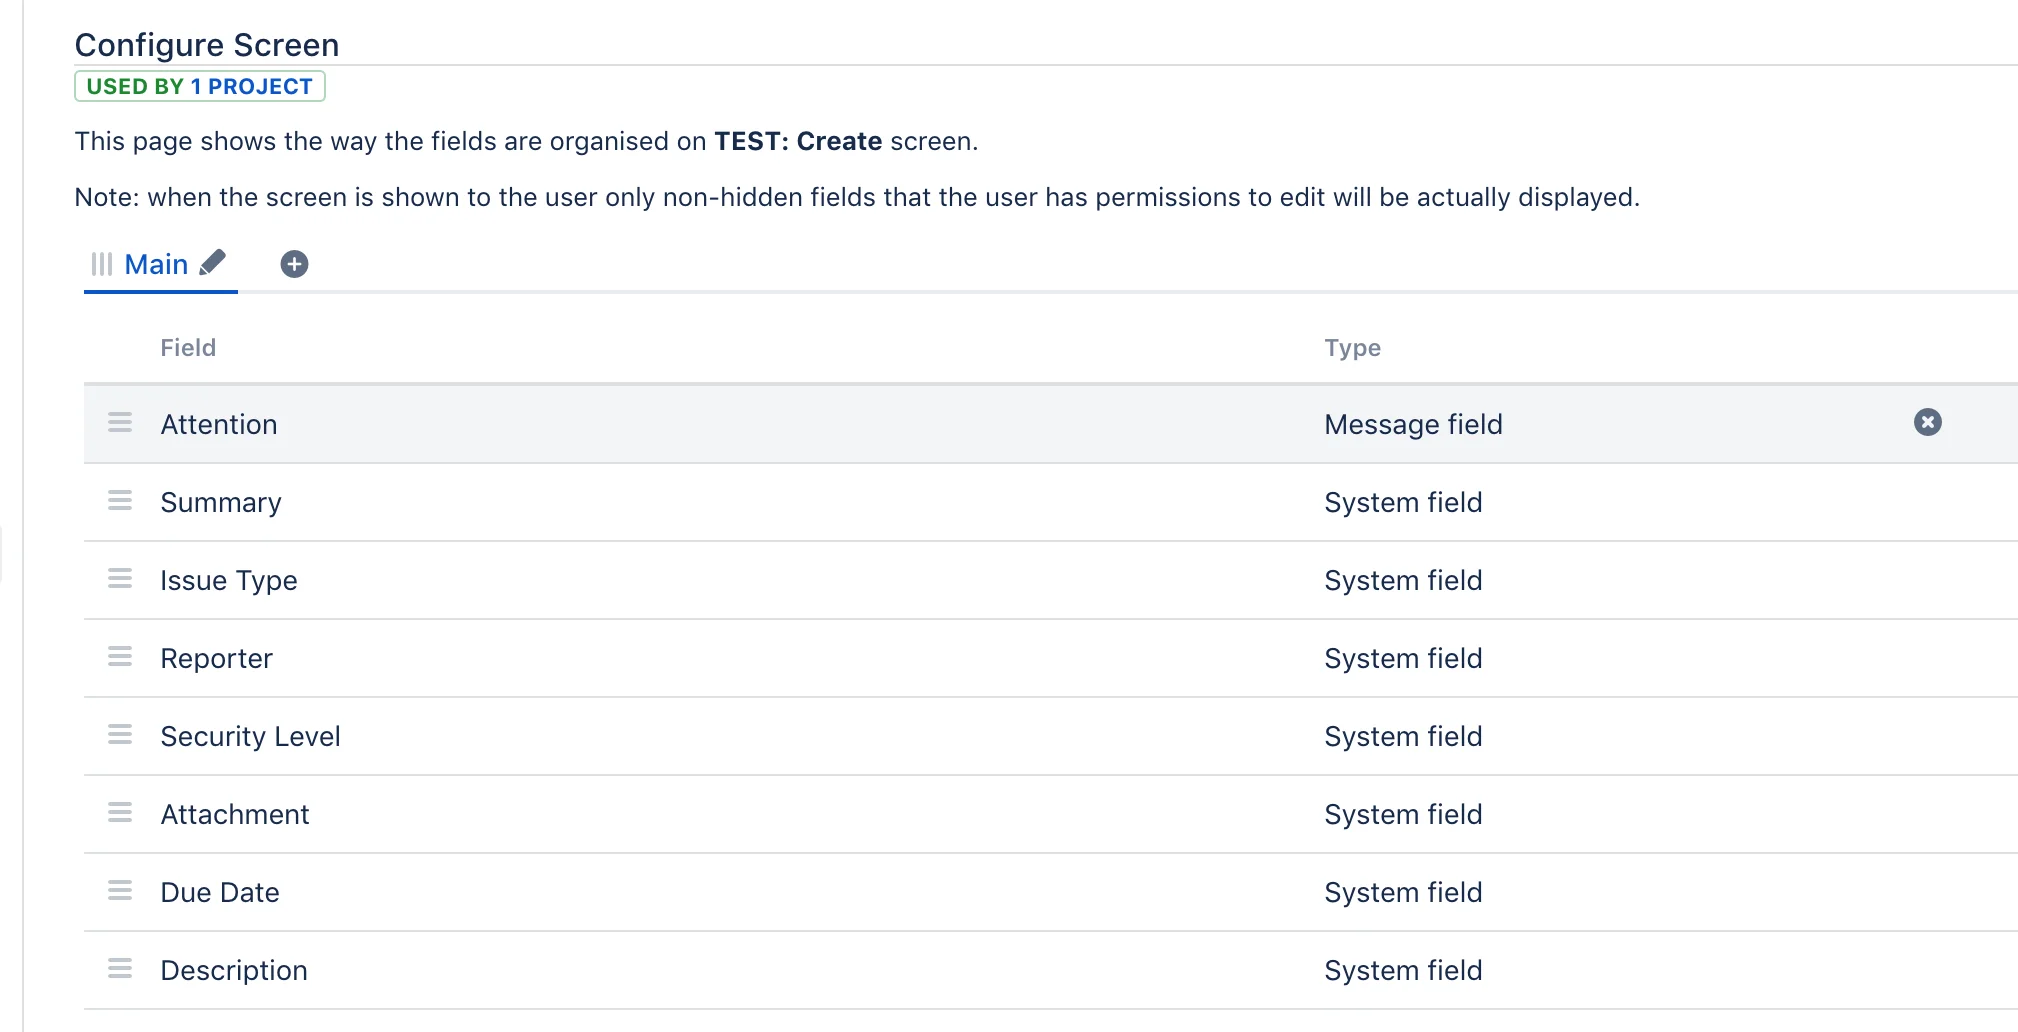 Configure Screen
USED BY 1 PROJECT
This page shows the way the fields are organised on TEST: Create screen.
Note: when the screen is shown to the user only non-hidden fields that the user has permissions to edit will be actually displayed.
Main
Field Type
Attention Message field
Summary System field
Issue Type System field
Reporter System field
Security Level System field
Attachment System field
Due Date System field
Description System field